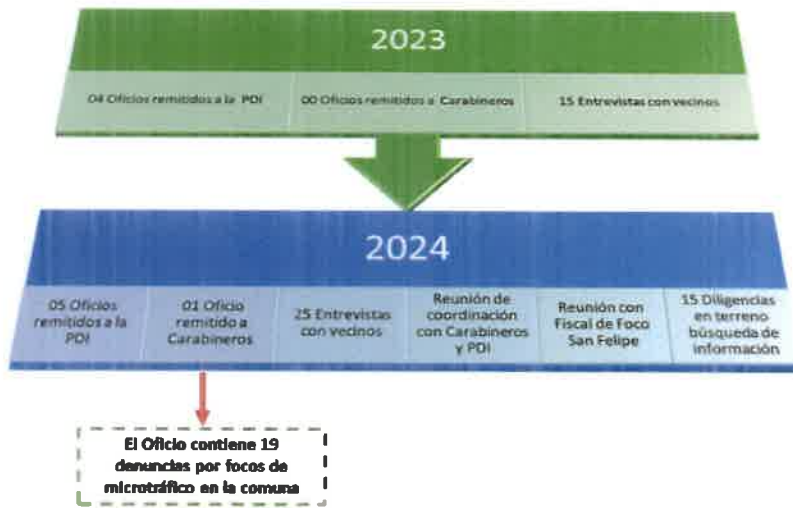 2023
04 Oficios remitidos a la PDI
00 Oficios remitidos a Carabineros
15 Entrevistas con vecinos
2024
05 Oficios
remitidos a la
PDI
01 Oficio
remitido a
Carabineros
25 Entrevistas
con vecinos
Reunión de
coordinación
con Carabineros
y PDI
Reunión con
Fiscal de Foco
San Felipe
15 Diligencias
en terreno
búsqueda de
información
El Oficio contiene 19
denuncias por focos de
microtráfico en la comuna